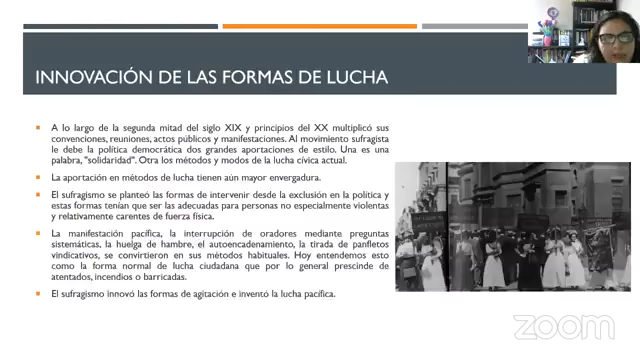 INNOVACIÓN DE LAS FORMAS DE LUCHA
A lo largo de la segunda mitad del siglo XIX y principios del XX multiplicó sus
convenciones, reuniones, actos públicos y manifestaciones. Al movimiento sufragista
le debe la política democrática dos grandes aportaciones de estilo. Una es una
palabra, "solidaridad". Otra los métodos y modos de la lucha cívica actual.
La aportación en métodos de lucha tienen aún mayor envergadura.
El sufragismo se planteó las formas de intervenir desde la exclusión en la política y
estas formas tenían que ser las adecuadas para personas no especialmente violentas
y relativamente carentes de fuerza física.
La manifestación pacífica, la interrupción de oradores mediante preguntas
sistemáticas, la huelga de hambre, el autoencadenamiento, la tirada de panfletos
vindicativos, se convirtieron en sus métodos habituales. Hoy entendemos esto
como la forma normal de lucha ciudadana que por lo general prescinde de
atentados, incendios o barricadas.
El sufragismo innovó las formas de agitación e inventó la lucha pacífica.
zoom